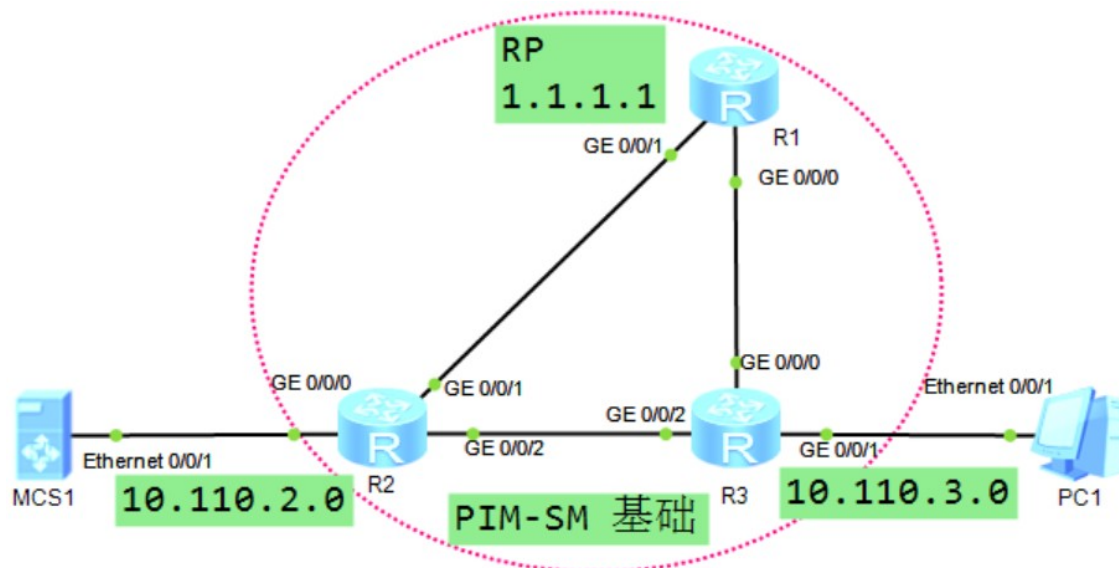 RP
1.1.1.1
R
R1
GE 0/0/1
GE 0/0/0
GE 0/0/0
GE 0/0/0
GE 0/0/1
GE 0/0/2
Ethernet 0/0/1
R
R
Ethernet 0/0/1
GE 0/0/2
GE 0/0/1
MCS1
R2
R3
PC1
10.110.2.0
PIM-SM 基础
10.110.3.0